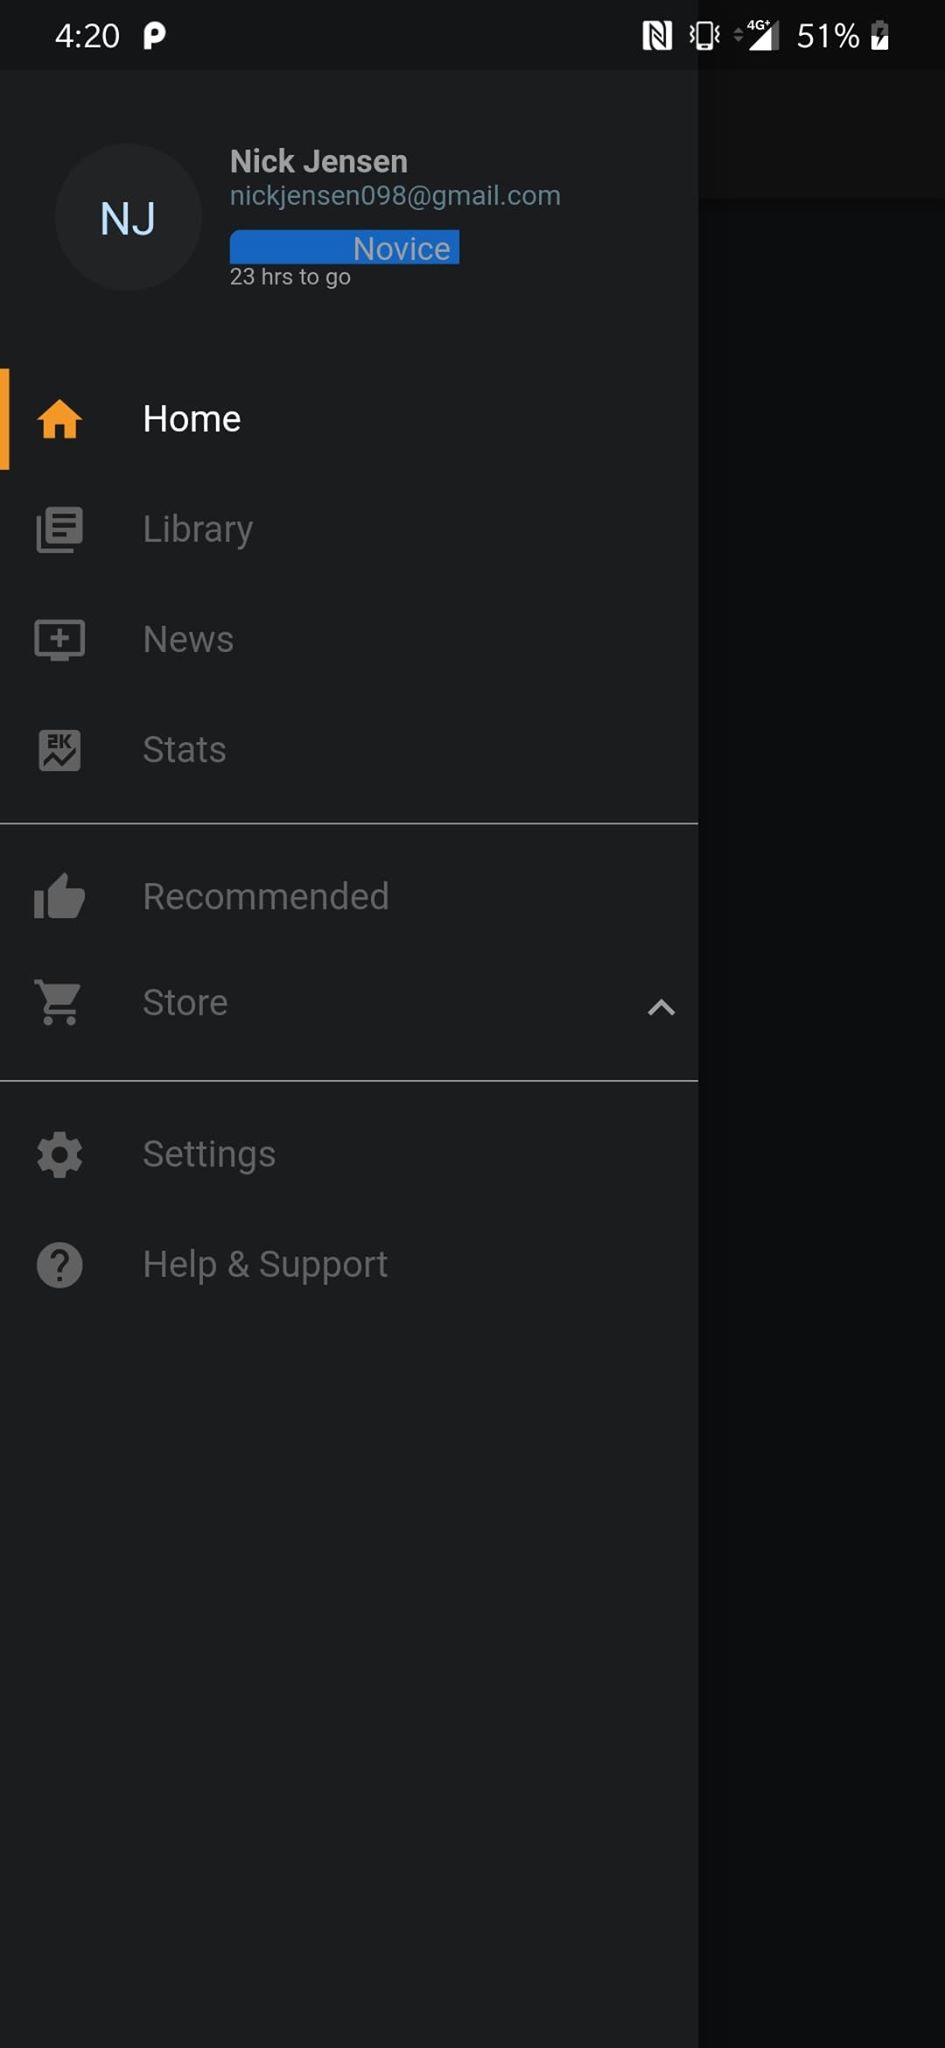 4:20 4G+ 51%
NJ
Nick Jensen
nickjensen098@gmail.com
Novice
23 hrs to go
Home
Library
News
2K
Stats
Recommended
Store
Settings
? Help & Support